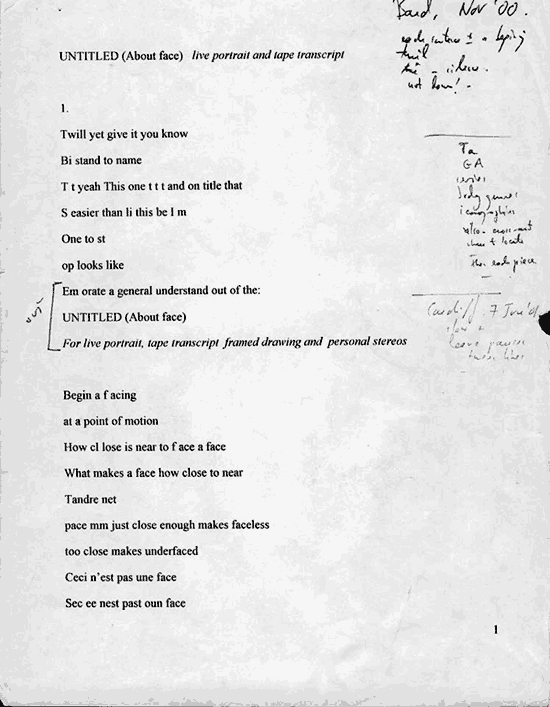 Bard, Nov '00.
not
UNTITLED (About face) live portrait and tape transcript
1.
Twill yet give it you know
Bi stand to name
T t yeah This one t t t and on title that
S easier than li this be I m
One to st
op looks like
Em orate a general understand out of the:
UNTITLED (About face)
For live portrait, tape transcript framed drawing and personal stereos
Begin a f acing
at a point of motion
How cl lose is near to f ace a face
What makes a face how close to near
Tandre net
pace mm just close enough makes faceless
too close makes underfaced
Ceci n'est pas une face
Sec ee nest past oun face
1
GA
each piece
Cardiff, 7 June '01
leave pauses